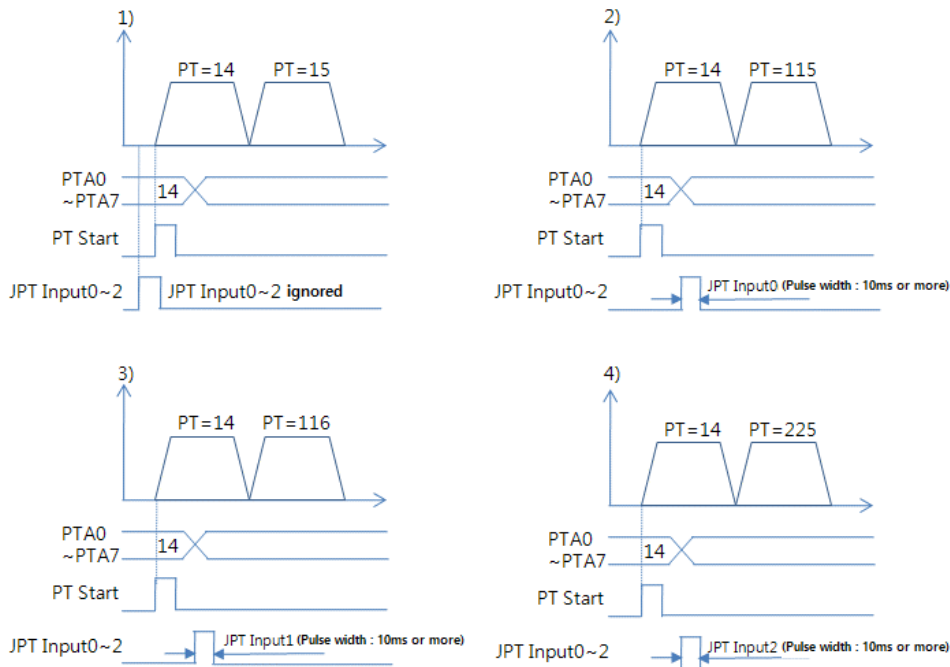 1)
PT=14 PT=15
PTA0
~PTA7
14
PT Start
JPT Input0~2
JPT Input0~2 ignored
2)
PT=14 PT=115
PTA0
~PTA7
14
PT Start
JPT Input0~2
JPT Input0 (Pulse width : 10ms or more)
3)
PT=14 PT=116
PTA0
~PTA7
14
PT Start
JPT Input0~2
JPT Input1 (Pulse width : 10ms or more)
4)
PT=14 PT=225
PTA0
~PTA7
14
PT Start
JPT Input0~2
JPT Input2 (Pulse width : 10ms or more)